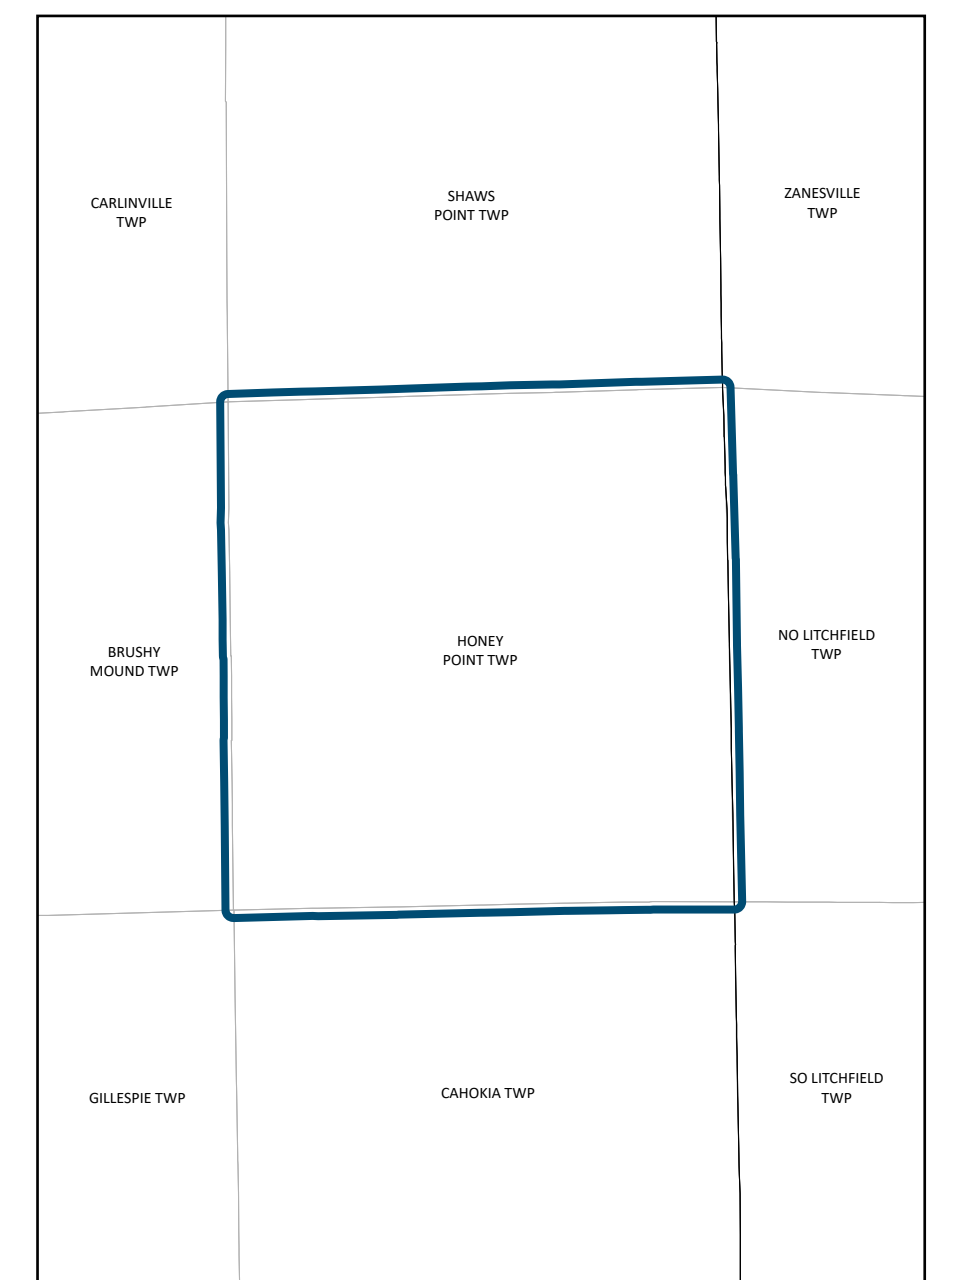 CARLINVILLE
TWP
SHAWS
POINT TWP
ZANESVILLE
TWP
BRUSHY
MOUND TWP
HONEY
POINT TWP
NO LITCHFIELD
TWP
GILLESPIE TWP
CAHOKIA TWP
SO LITCHFIELD
TWP